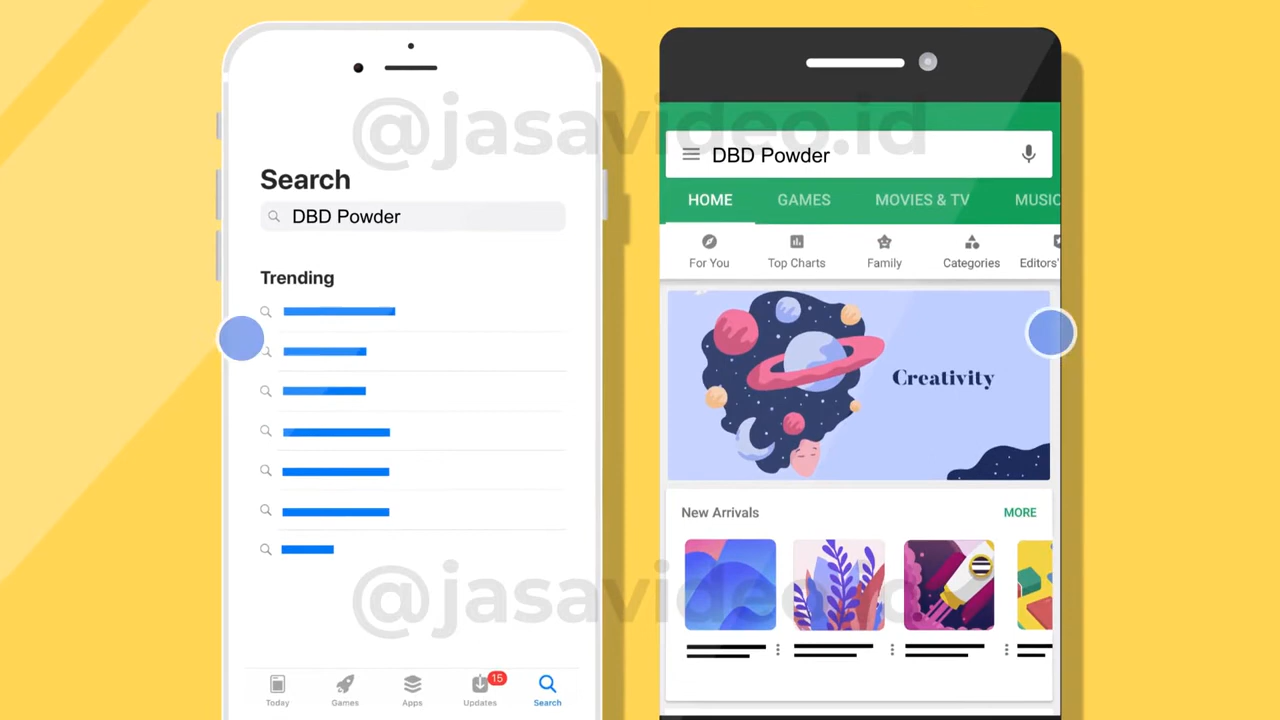 @jasavideo.id
Search
DBD Powder
Trending
Today
Games
Apps
15
Updates
Search
DBD Powder
HOME
GAMES
MOVIES & TV
MUSIC
For You
Top Charts
Family
Categories
Editors'
Creativity
New Arrivals
MORE
@jasavideo.id